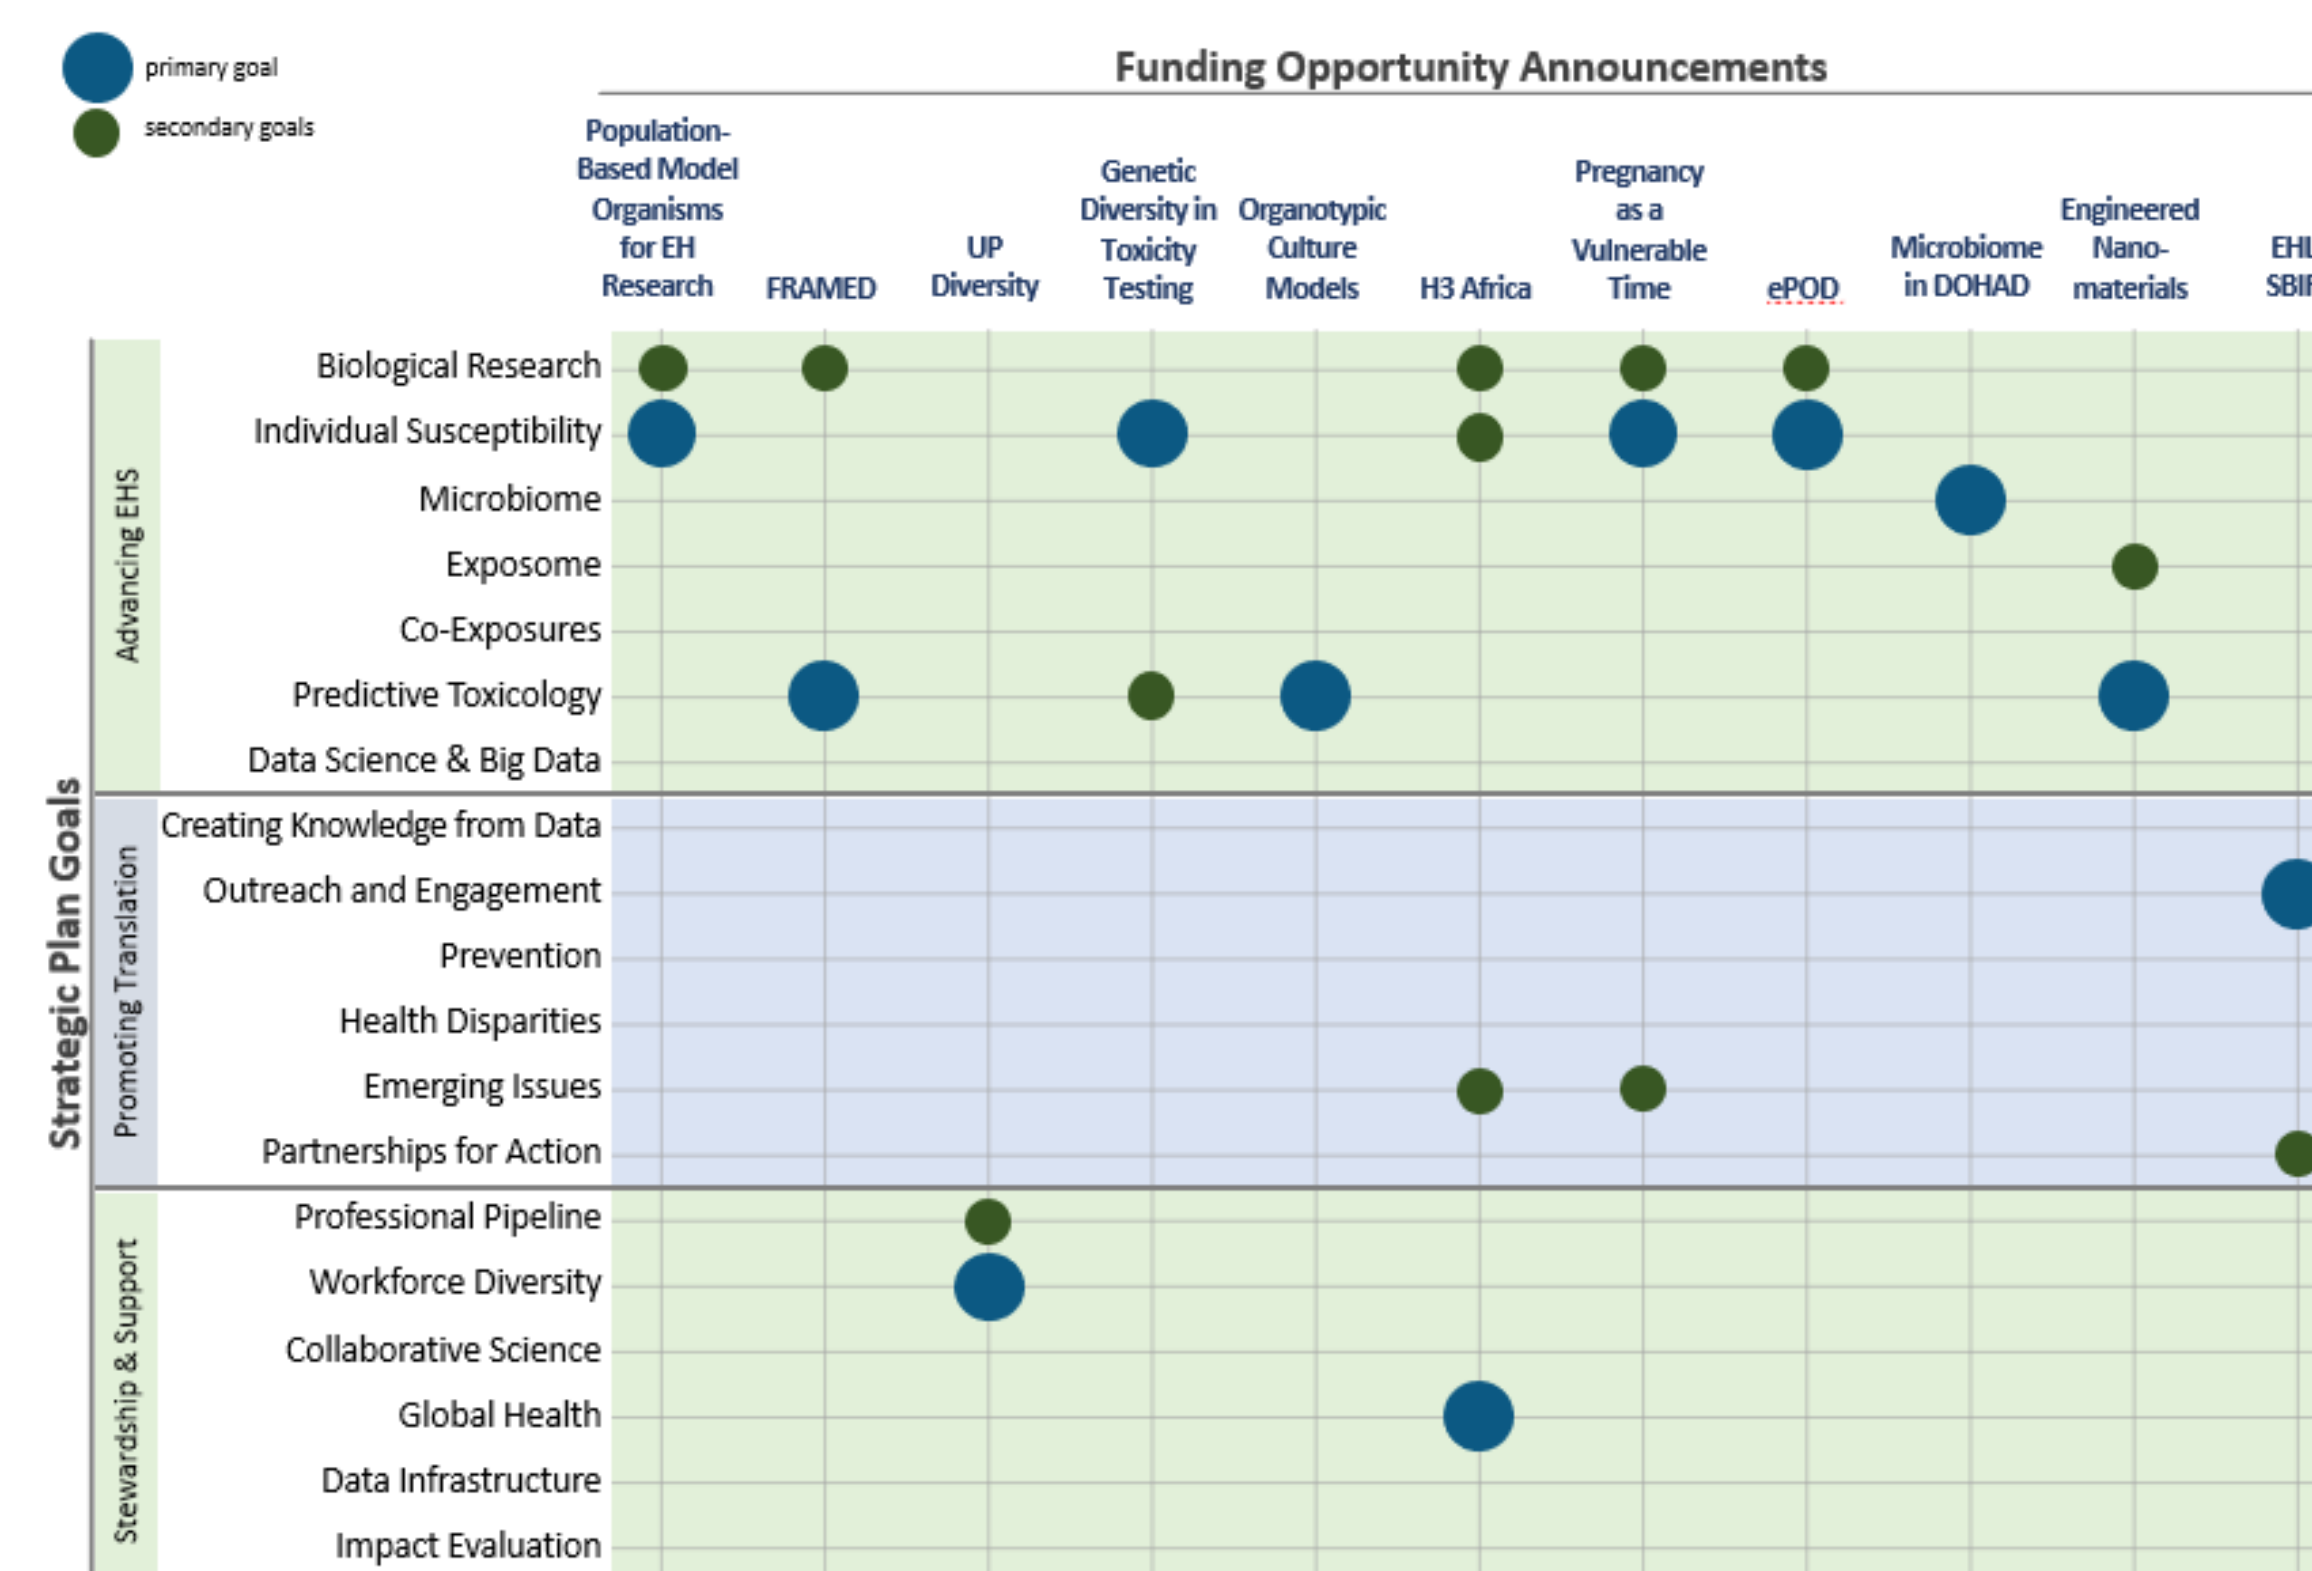 primary goal
secondary goals
Funding Opportunity Announcements
Population-
Based Model
Organisms
for EH
Research
FRAMED
UP
Diversity
Genetic
Diversity in
Toxicity
Testing
Organotypic
Culture
Models
H3 Africa
Pregnancy
as a
Vulnerable
Time
ePOD
Microbiome
in DOHAD
Engineered
Nano-
materials
Strategic Plan Goals
Advancing EHS
Biological Research
Individual Susceptibility
Microbiome
Exposome
Co-Exposures
Predictive Toxicology
Data Science & Big Data
Promoting Translation
Creating Knowledge from Data
Outreach and Engagement
Prevention
Health Disparities
Emerging Issues
Partnerships for Action
Stewardship & Support
Professional Pipeline
Workforce Diversity
Collaborative Science
Global Health
Data Infrastructure
Impact Evaluation